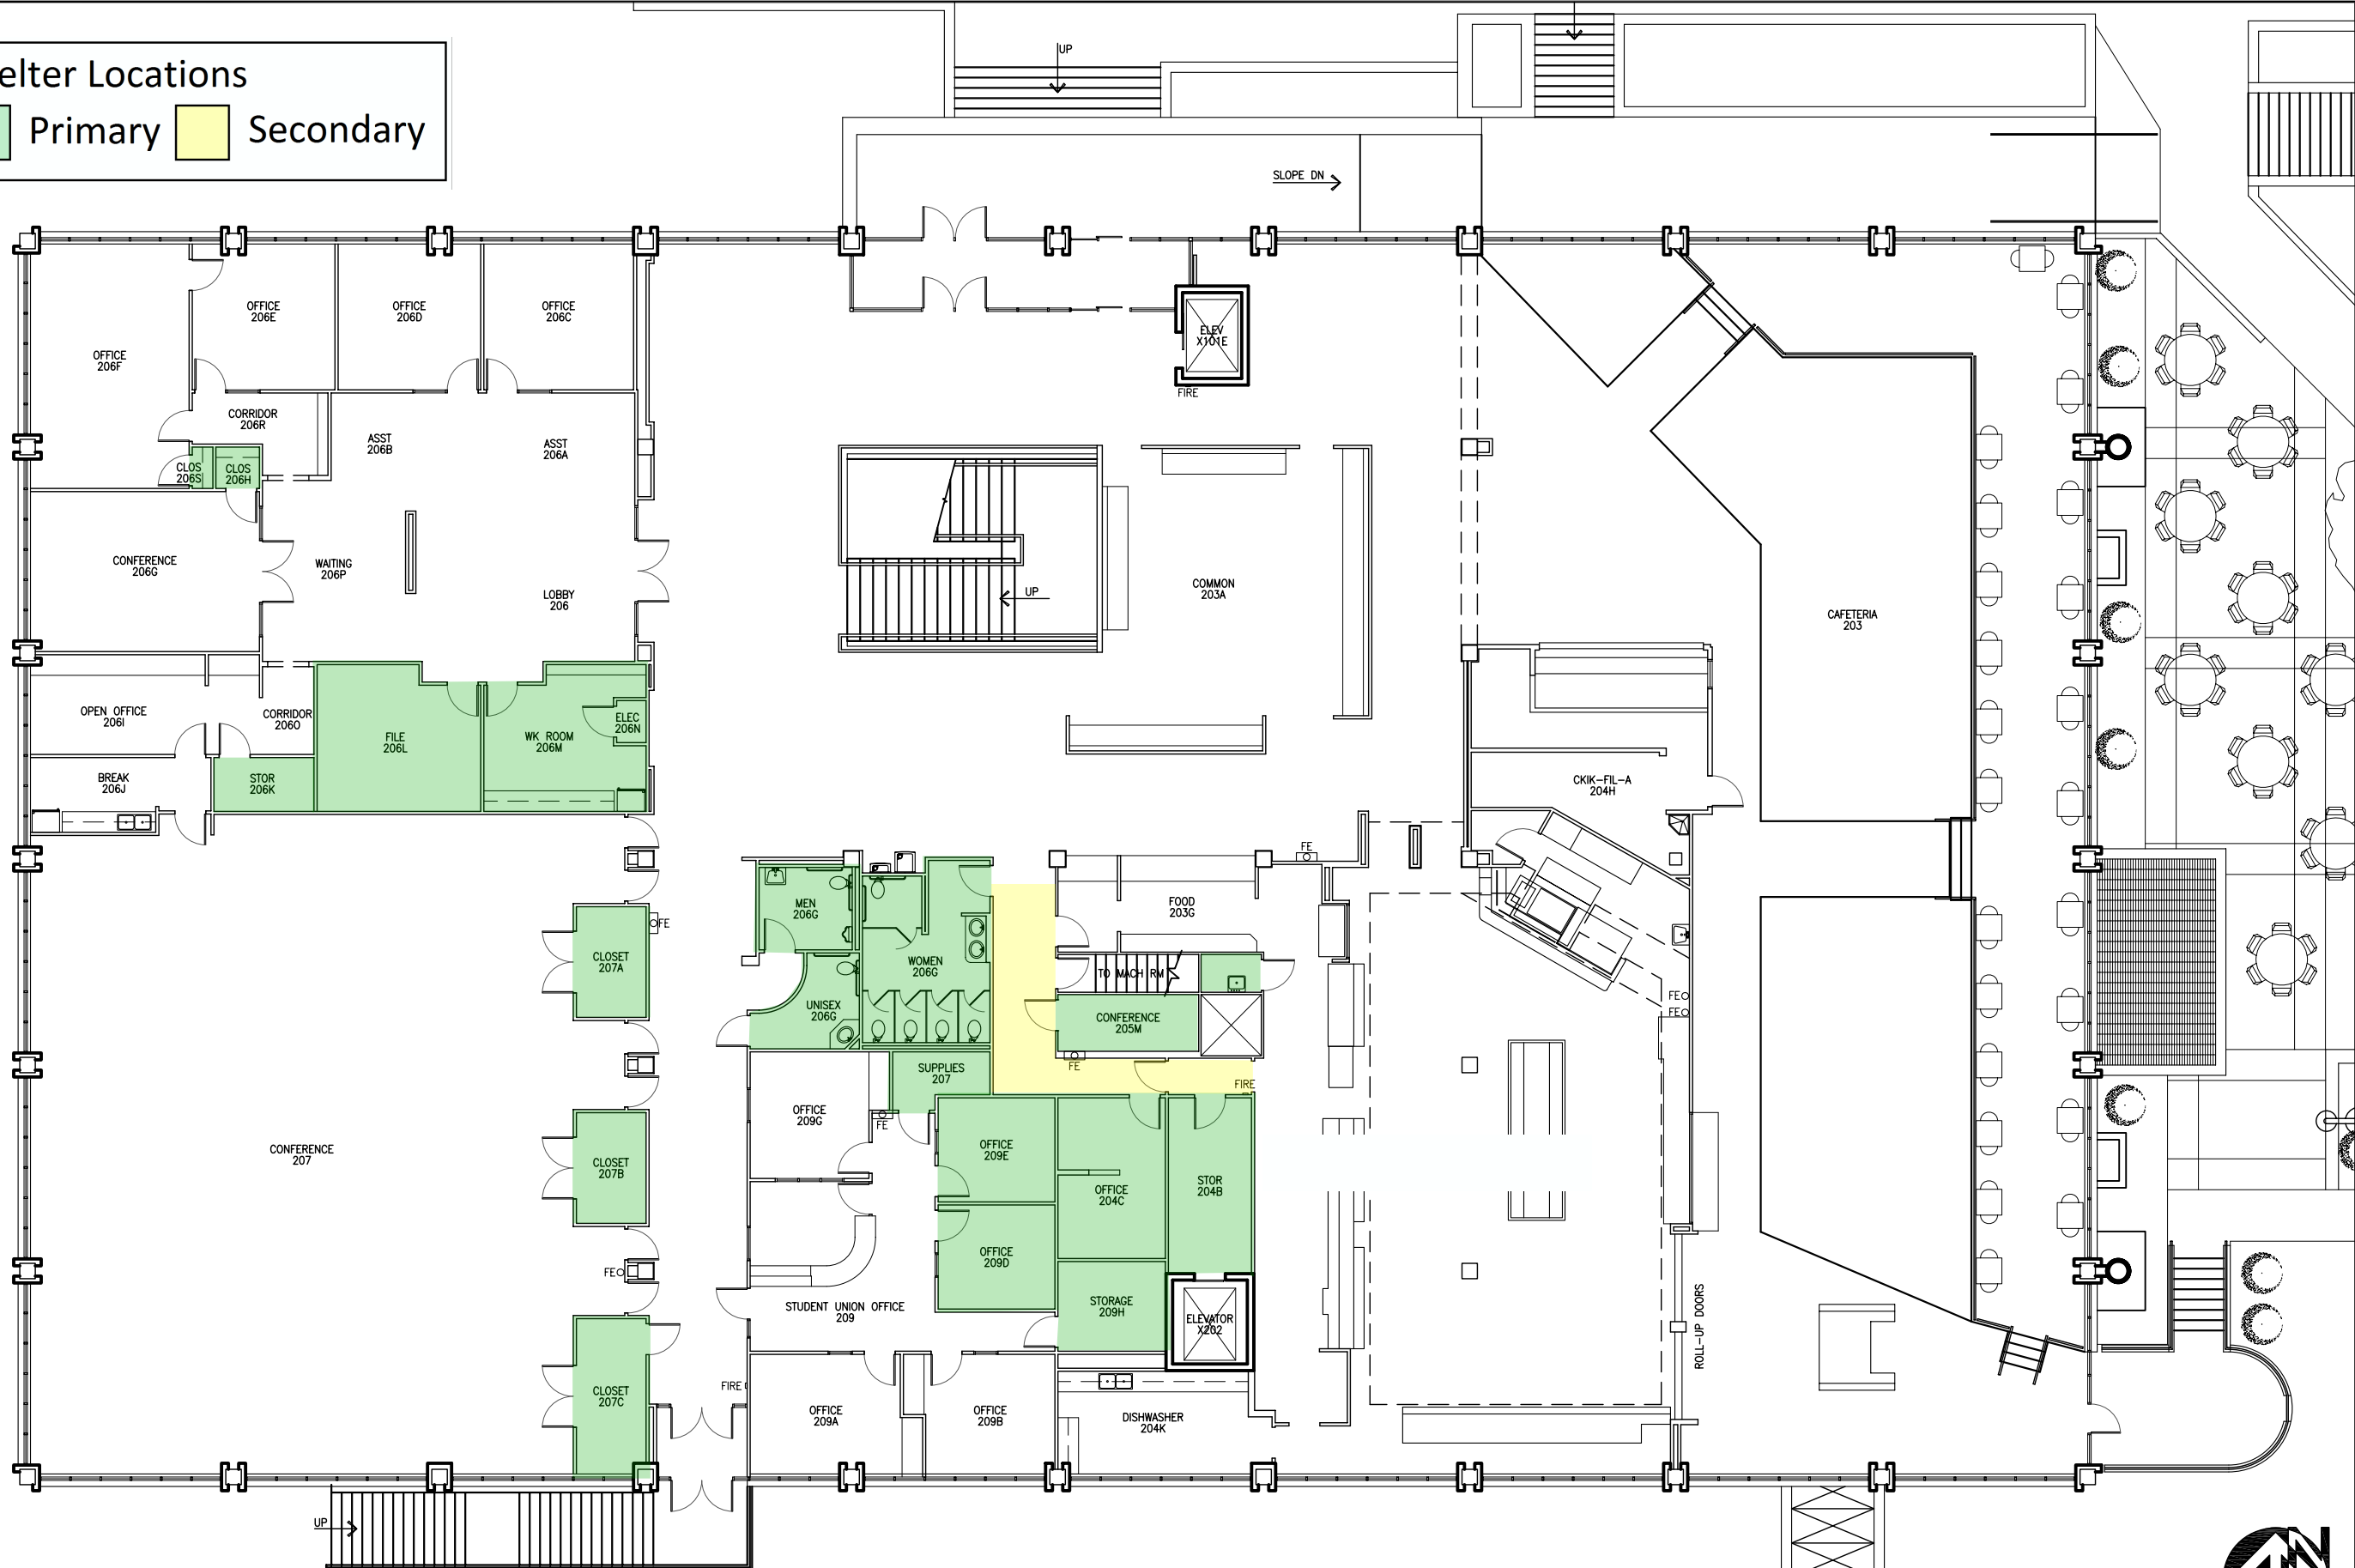 elter Locations
Primary
Secondary
UP
SLOPE DN
OFFICE
206E
OFFICE
206D
OFFICE
206C
OFFICE
206F
ELEV
X101E
FIRE
CORRIDOR
206R
ASST
206B
ASST
206A
CLOS
206S
CLOS
206H
CONFERENCE
206G
WAITING
206P
LOBBY
206
UP
COMMON
203A
CAFETERIA
203
OPEN OFFICE
206I
CORRIDOR
206O
FILE
206L
WK ROOM
206M
ELEC
206N
BREAK
206J
STOR
206K
CKIK-FIL-A
204H
FE
MEN
206G
FOOD
203G
FE
CLOSET
207A
WOMEN
206G
TO MACH RM
UNISEX
206G
CONFERENCE
205M
FE
FE
FE
SUPPLIES
207
FIRE
OFFICE
209G
FE
CONFERENCE
207
CLOSET
207B
OFFICE
209E
OFFICE
204C
STOR
204B
OFFICE
209D
FE
STUDENT UNION OFFICE
209
STORAGE
209H
ELEVATOR
X202
ROLL-UP DOORS
CLOSET
207C
FIRE
OFFICE
209A
OFFICE
209B
DISHWASHER
204K
UP
N